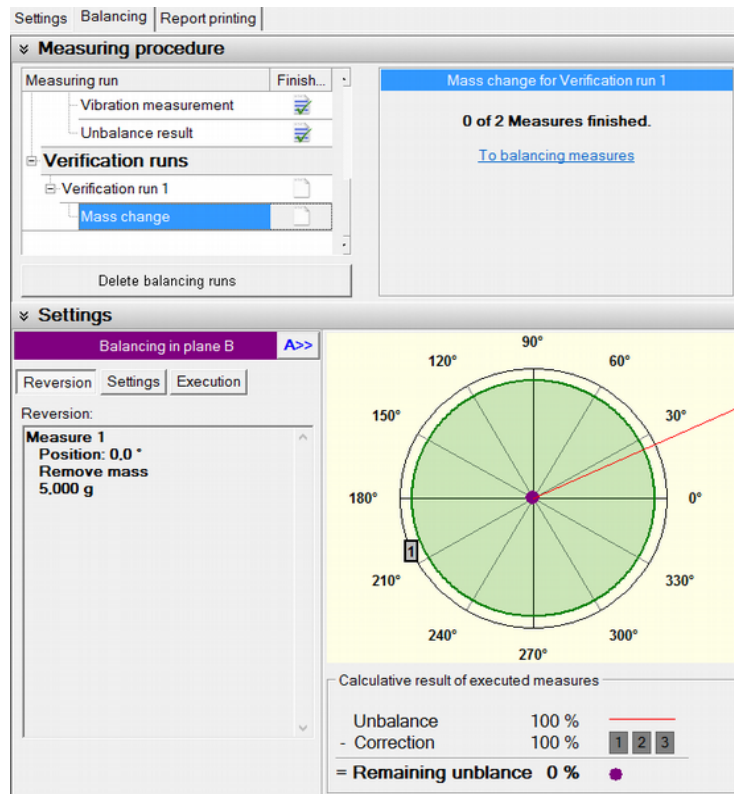 Settings Balancing Report printing
Measuring procedure
Measuring run Finish...
Vibration measurement
Unbalance result
Verification runs
Verification run 1
Mass change
Delete balancing runs
Mass change for Verification run 1
0 of 2 Measures finished.
To balancing measures
Settings
Balancing in plane B A>>
Reversion Settings Execution
Reversion:
Measure 1
Position: 0,0 °
Remove mass
5,000 g
90°
120° 60°
150° 30°
180° 0°
1
210° 330°
240° 300°
270°
Calculative result of executed measures
Unbalance 100 %
- Correction 100 % 1 2 3
= Remaining unblance 0 %